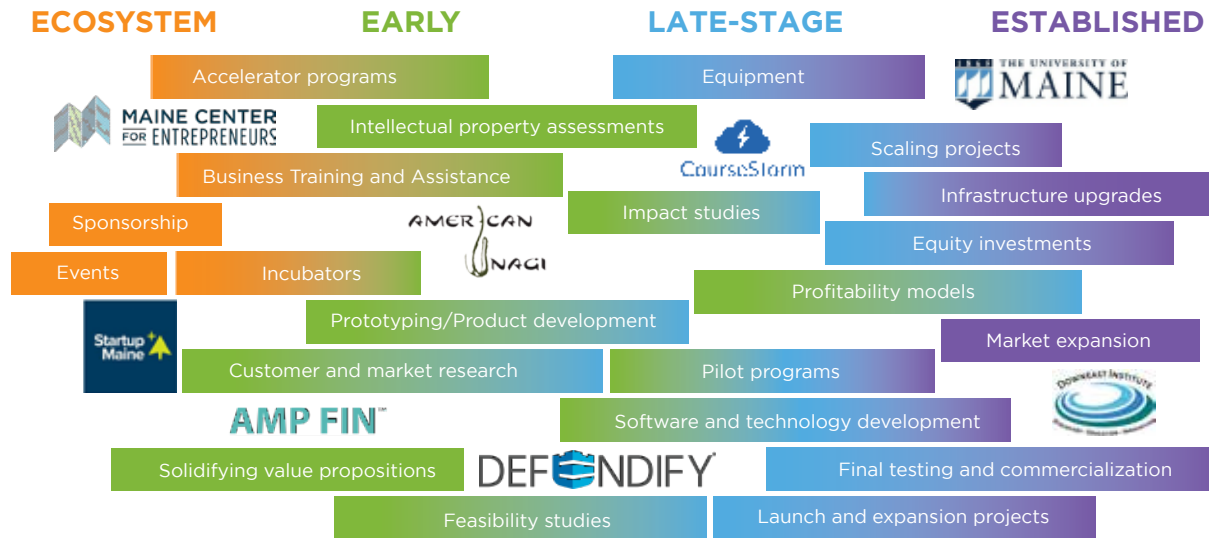 ECOSYSTEM
EARLY
LATE-STAGE
ESTABLISHED
Accelerator programs
Equipment
THE UNIVERSITY OF
MAINE
MAINE CENTER
FOR ENTREPRENEURS
Intellectual property assessments
CourseStorm
Scaling projects
Business Training and Assistance
Infrastructure upgrades
Sponsorship
AMERICAN
UNAGI
Impact studies
Equity investments
Events
Incubators
Profitability models
Startup
Maine
Prototyping/Product development
Market expansion
Customer and market research
Pilot programs
DOWNEAST INSTITUTE
AMP FIN
Software and technology development
Solidifying value propositions
DEFENDIFY
Final testing and commercialization
Feasibility studies
Launch and expansion projects